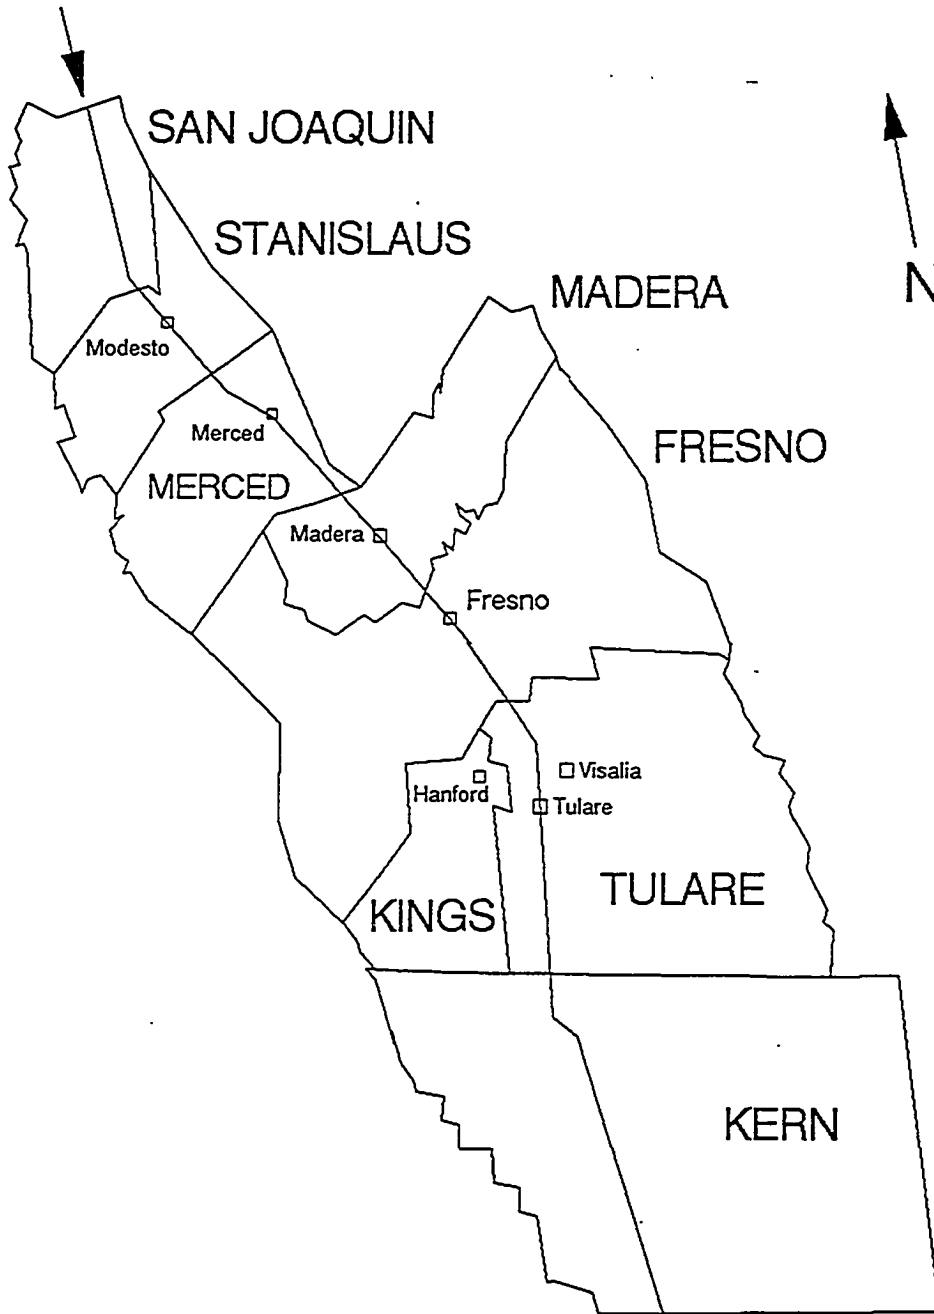 SAN JOAQUIN
STANISLAUS
MADERA
N
Modesto
Merced
FRESNO
MERCED
Madera
Fresno
Visalia
Hanford
Tulare
TULARE
KINGS
KERN